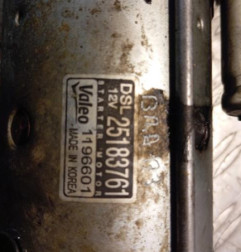 DSL-25183761
12V
STARTER MOTOR
Valeo 1196601
MADE IN KOREA